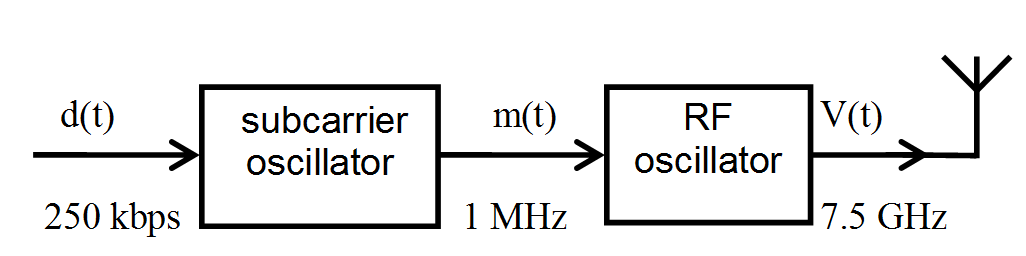 d(t)
subcarrier
oscillator
m(t)
RF
oscillator
V(t)
250 kbps
1 MHz
7.5 GHz